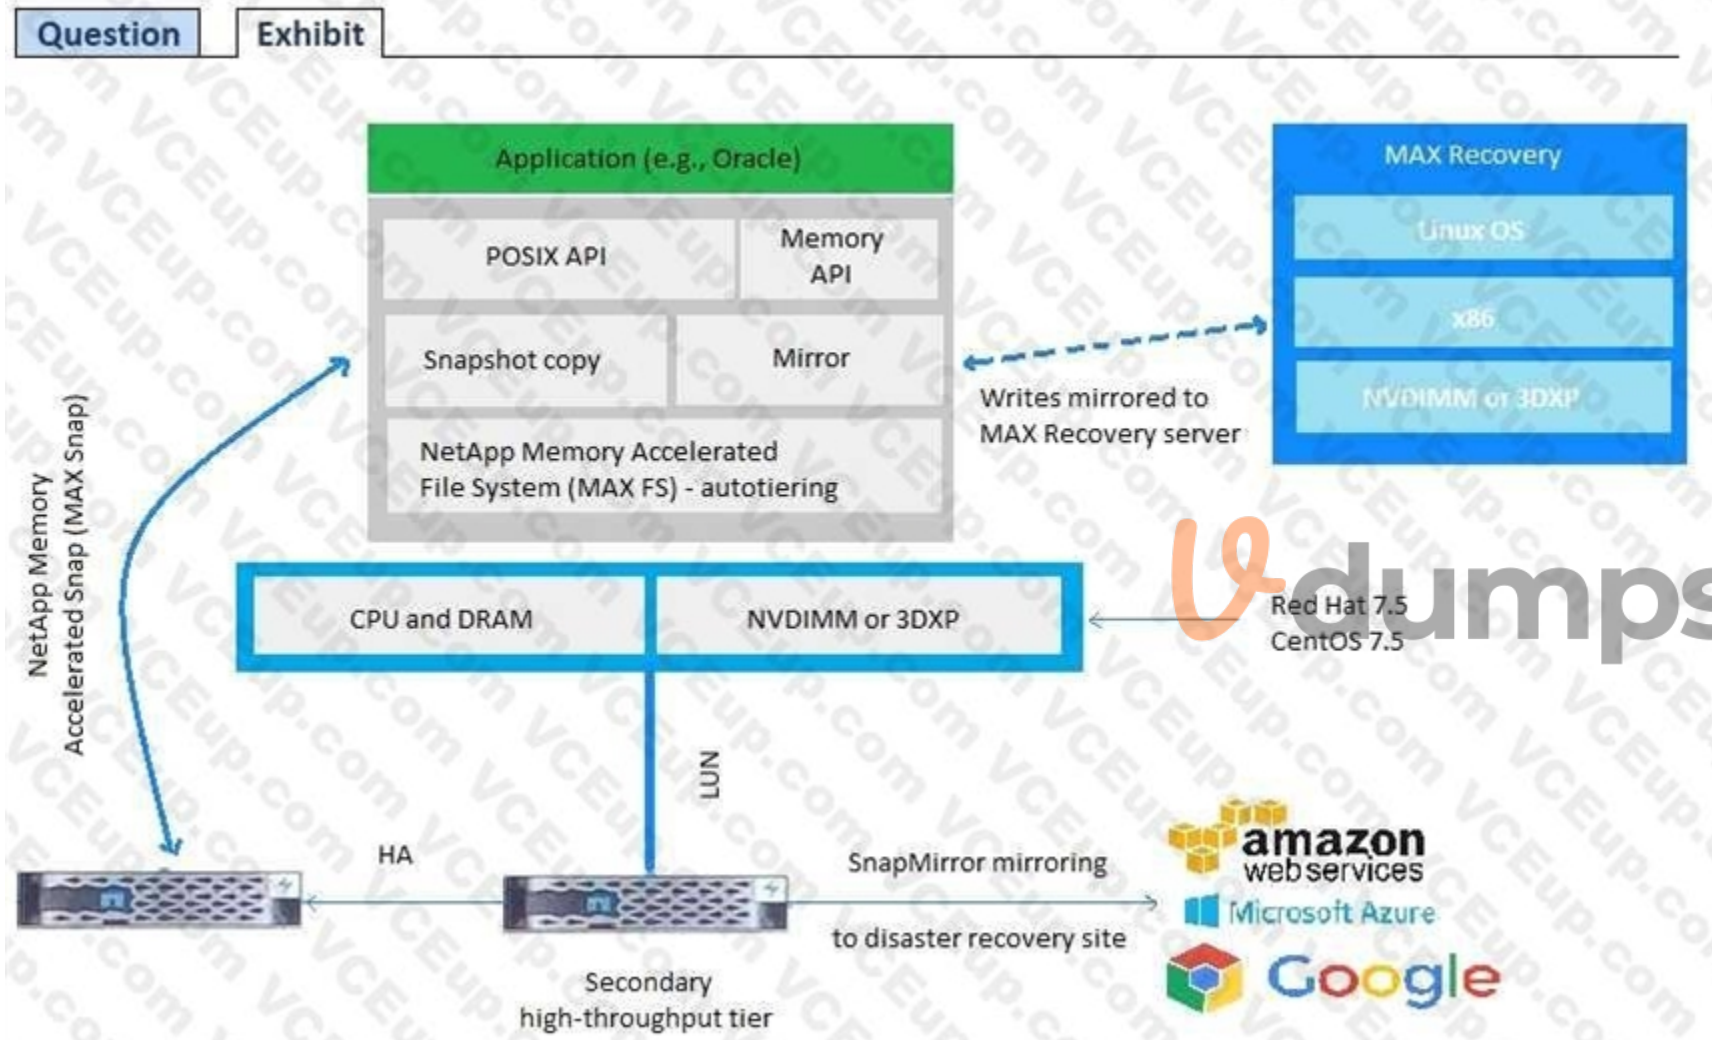 Question
Exhibit
Application (e.g., Oracle)
POSIX API
Memory
API
Snapshot copy
Mirror
NetApp Memory Accelerated
File System (MAX FS) - autotiering
MAX Recovery
Linux OS
x86
NVDIMM or 3DXP
Writes mirrored to
MAX Recovery server
NetApp Memory
Accelerated Snap (MAX Snap)
CPU and DRAM
NVDIMM or 3DXP
Red Hat 7.5
CentOS 7.5
dumps
LUN
HA
SnapMirror mirroring
to disaster recovery site
Secondary
high-throughput tier
amazon
webservices
Microsoft Azure
Google
VCEup.com